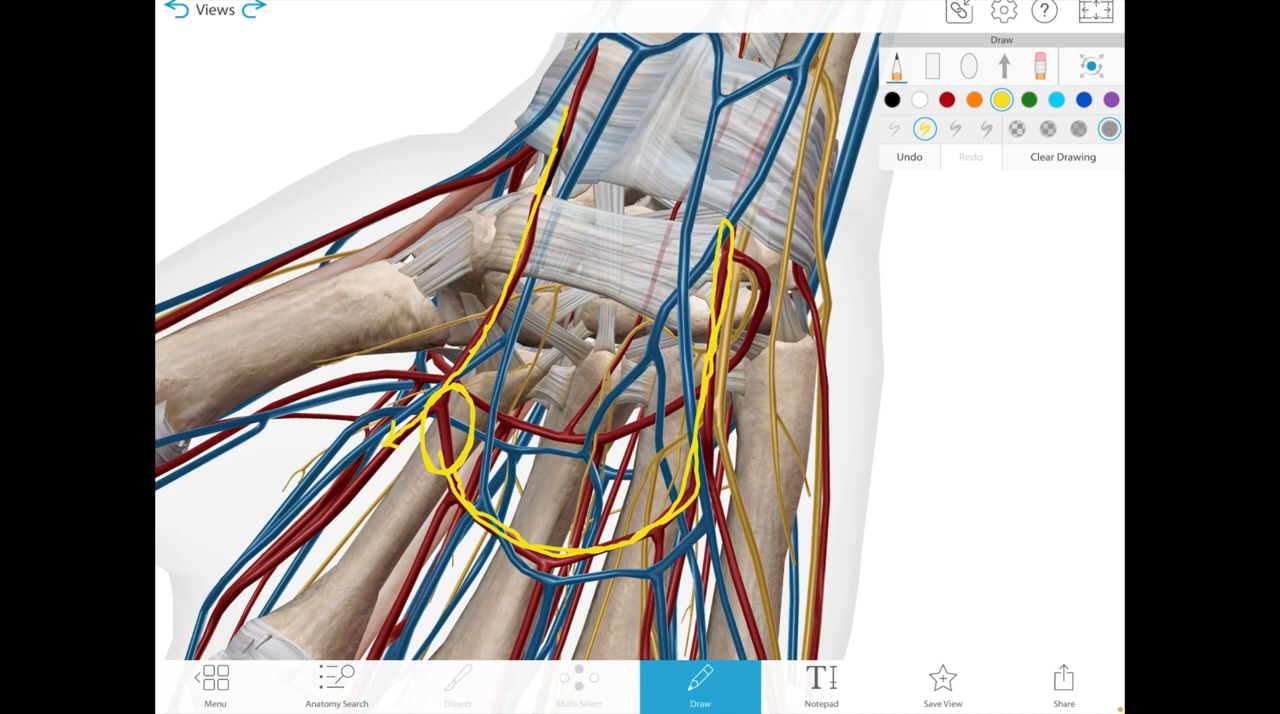 Views
Draw
Undo
Redo
Clear Drawing
Menu
Anatomy Search
Dissect
Multi-Select
Draw
Notepad
Save View
Share